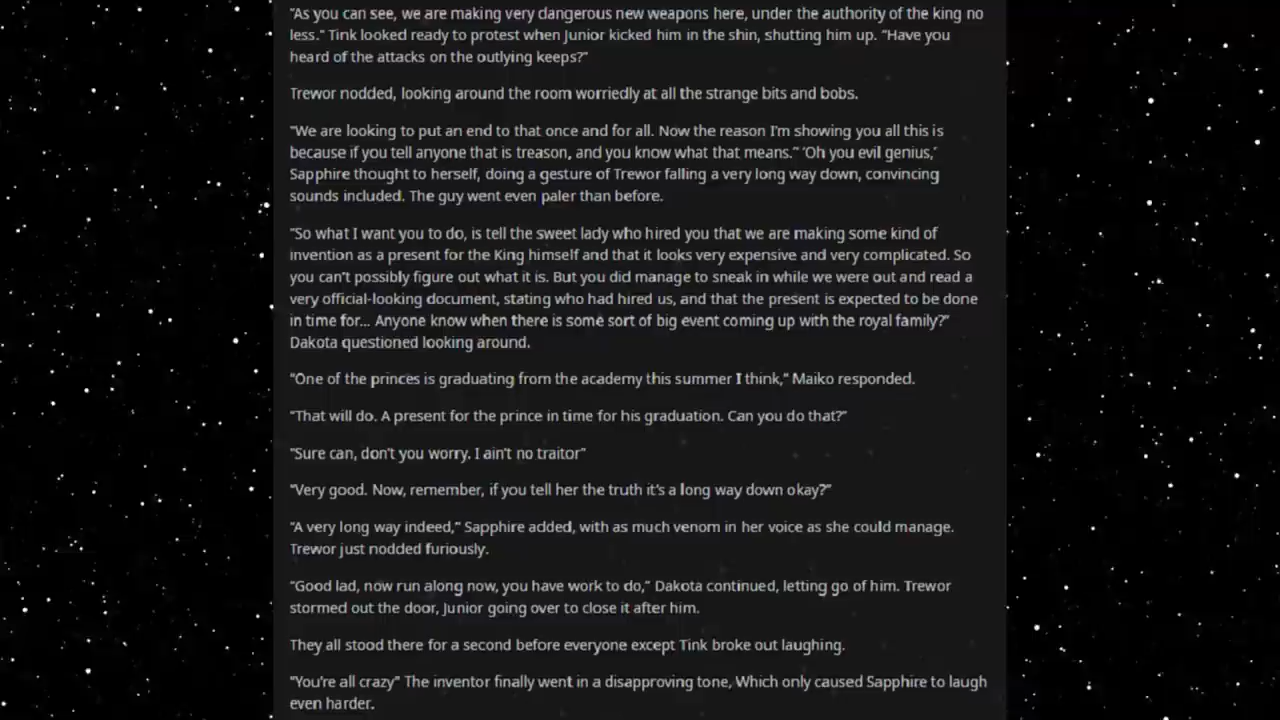 “As you can see, we are making very dangerous new weapons here, under the authority of the king no
less.” Tink looked ready to protest when Junior kicked him in the shin, shutting him up. “Have you
heard of the attacks on the outlying keeps?”
Trewor nodded, looking around the room worriedly at all the strange bits and bobs.
“We are looking to put an end to that once and for all. Now the reason I’m showing you all this is
because if you tell anyone that is treason, and you know what that means.” ‘Oh you evil genius,’
Sapphire thought to herself, doing a gesture of Trewor falling a very long way down, convincing
sounds included. The guy went even paler than before.
“So what I want you to do, is tell the sweet lady who hired you that we are making some kind of
invention as a present for the King himself and that it looks very expensive and very complicated. So
you can’t possibly figure out what it is. But you did manage to sneak in while we were out and read a
very official-looking document, stating who had hired us, and that the present is expected to be done
in time for... Anyone know when there is some sort of big event coming up with the royal family?”
Dakota questioned looking around.
“One of the princes is graduating from the academy this summer I think,” Maiko responded.
“That will do. A present for the prince in time for his graduation. Can you do that?”
“Sure can, don’t you worry. I ain’t no traitor”
“Very good. Now, remember, if you tell her the truth it’s a long way down okay?”
“A very long way indeed,” Sapphire added, with as much venom in her voice as she could manage.
Trewor just nodded furiously.
“Good lad, now run along now, you have work to do,” Dakota continued, letting go of him. Trewor
stormed out the door, Junior going over to close it after him.
They all stood there for a second before everyone except Tink broke out laughing.
“You’re all crazy” The inventor finally went in a disapproving tone, Which only caused Sapphire to laugh
even harder.